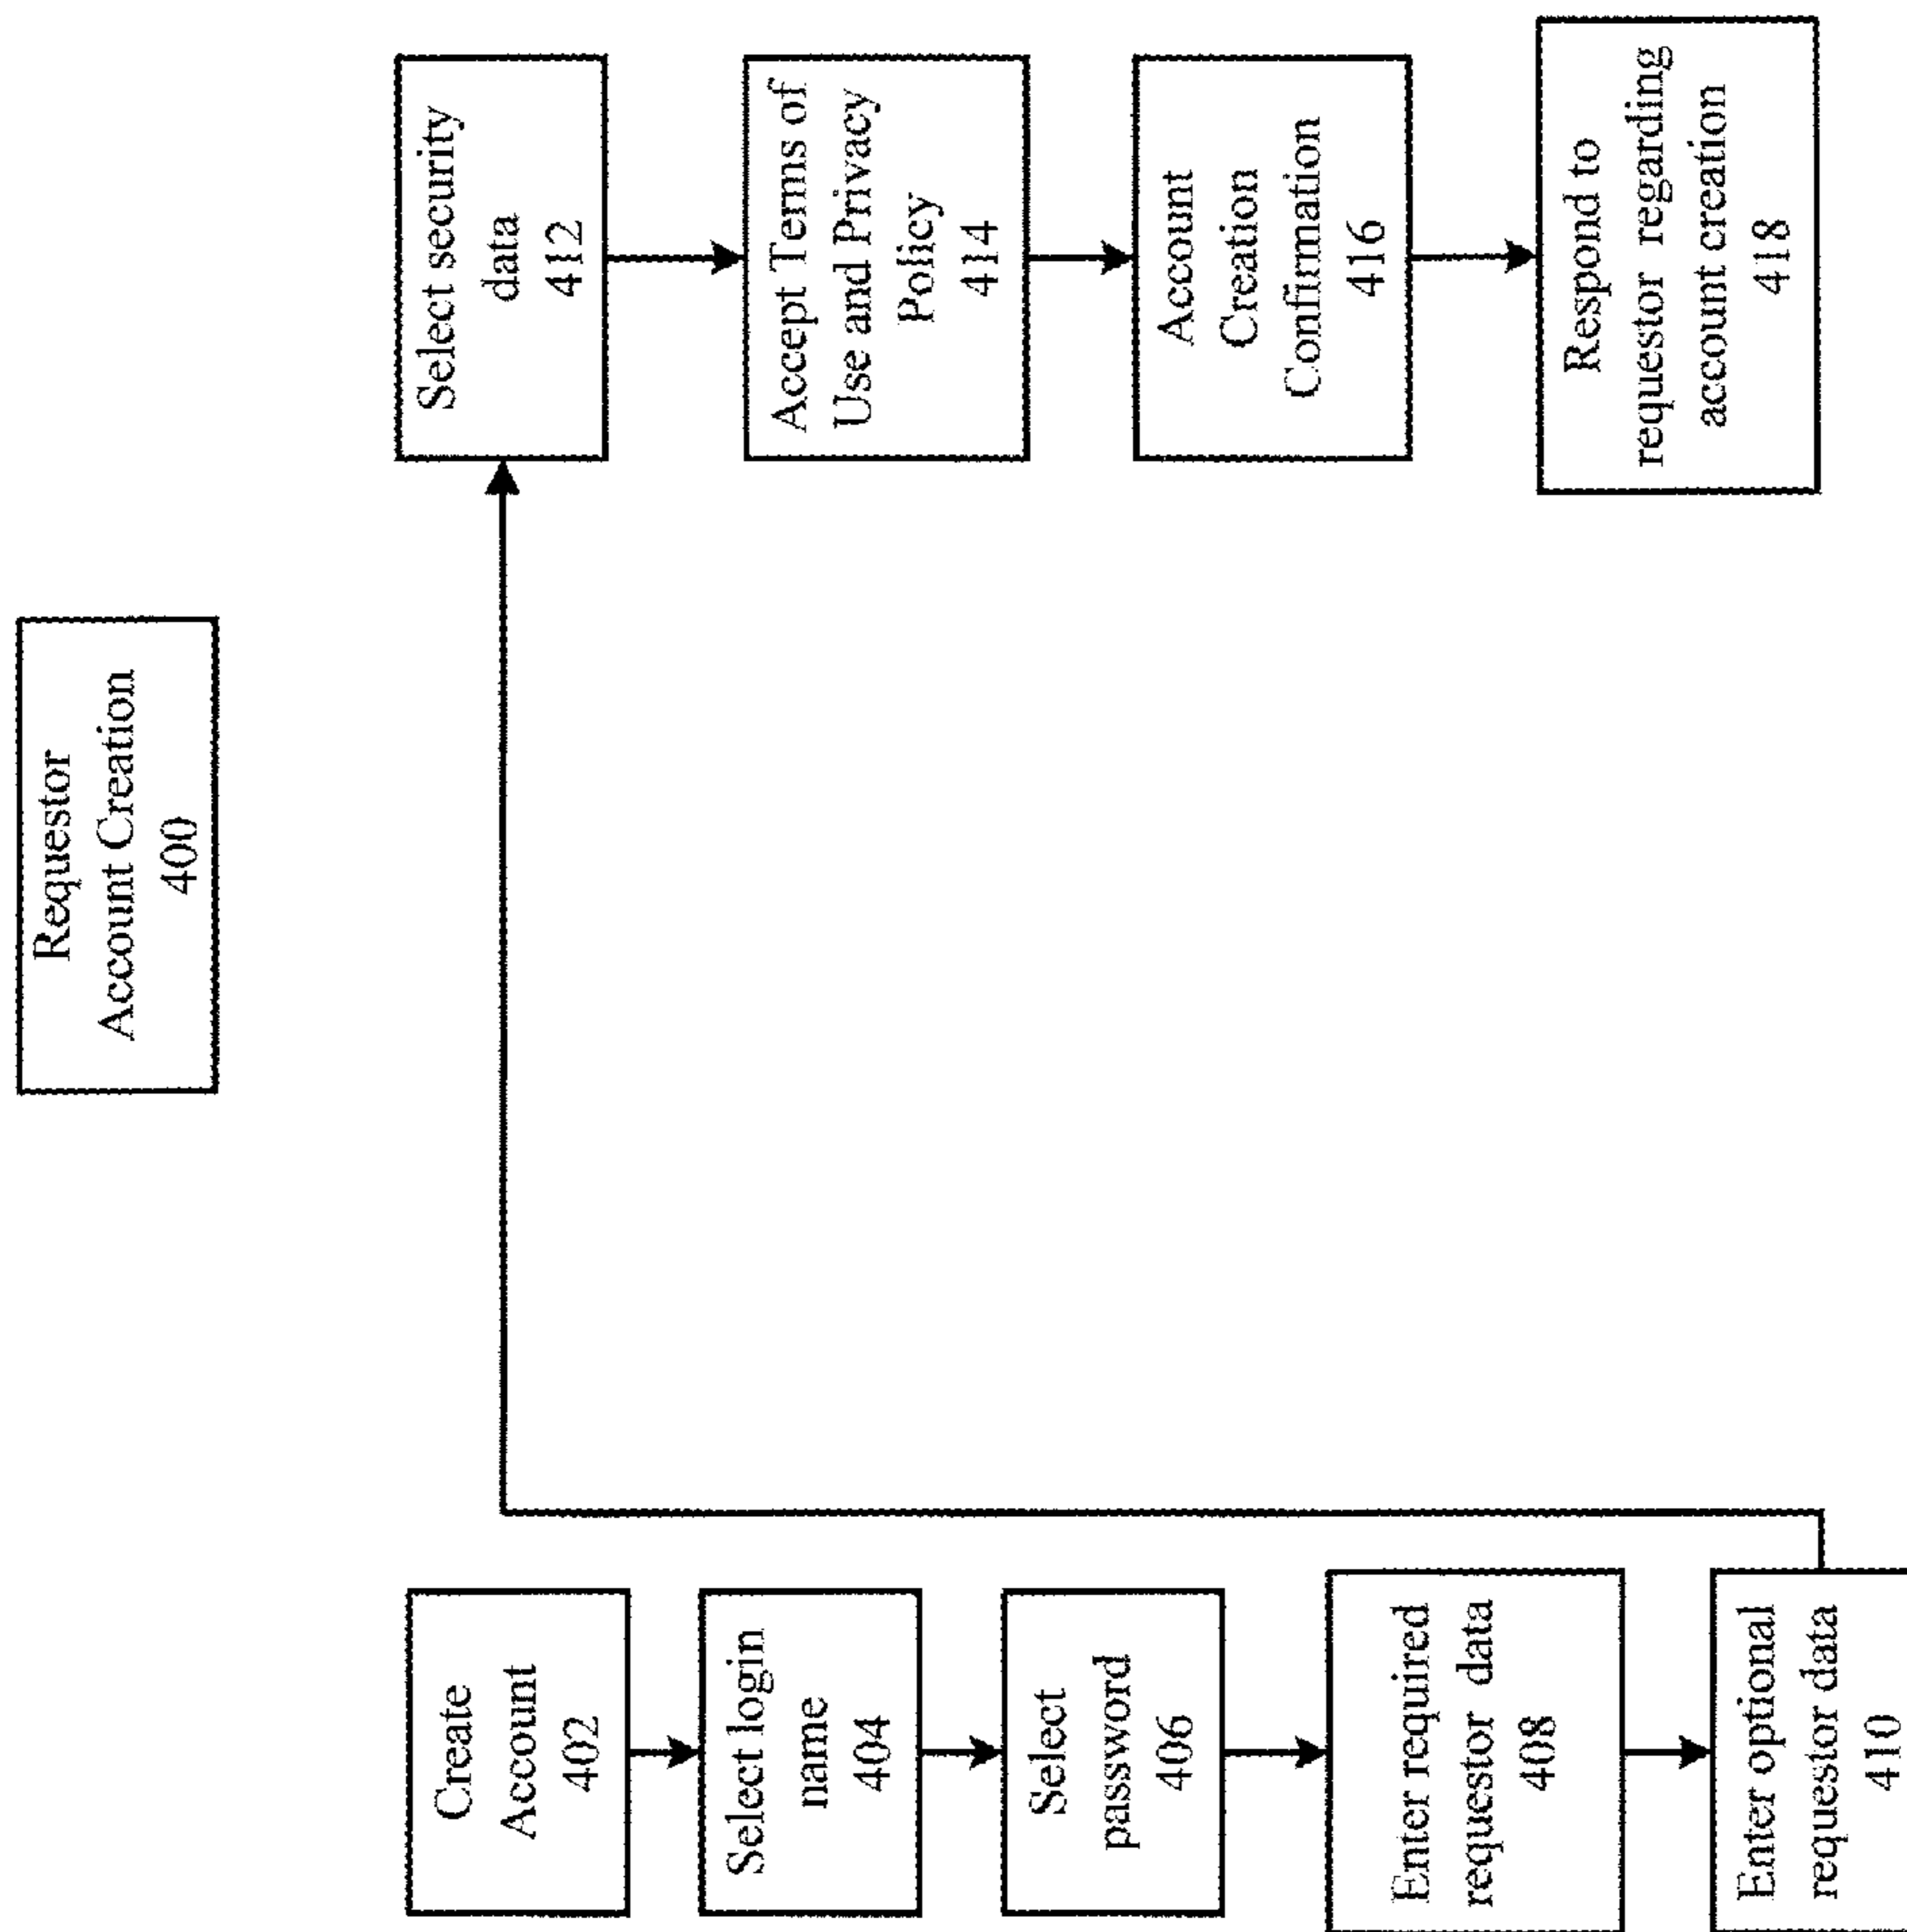 Requestor
Account Creation
400
Create
Account
402
Select login
name
404
Select
password
406
Enter required
requestor data
408
Enter optional
requestor data
410
Select security
data
412
Accept Terms of
Use and Privacy
Policy
414
Account
Creation
Confirmation
416
Respond to
requestor regarding
account creation
418